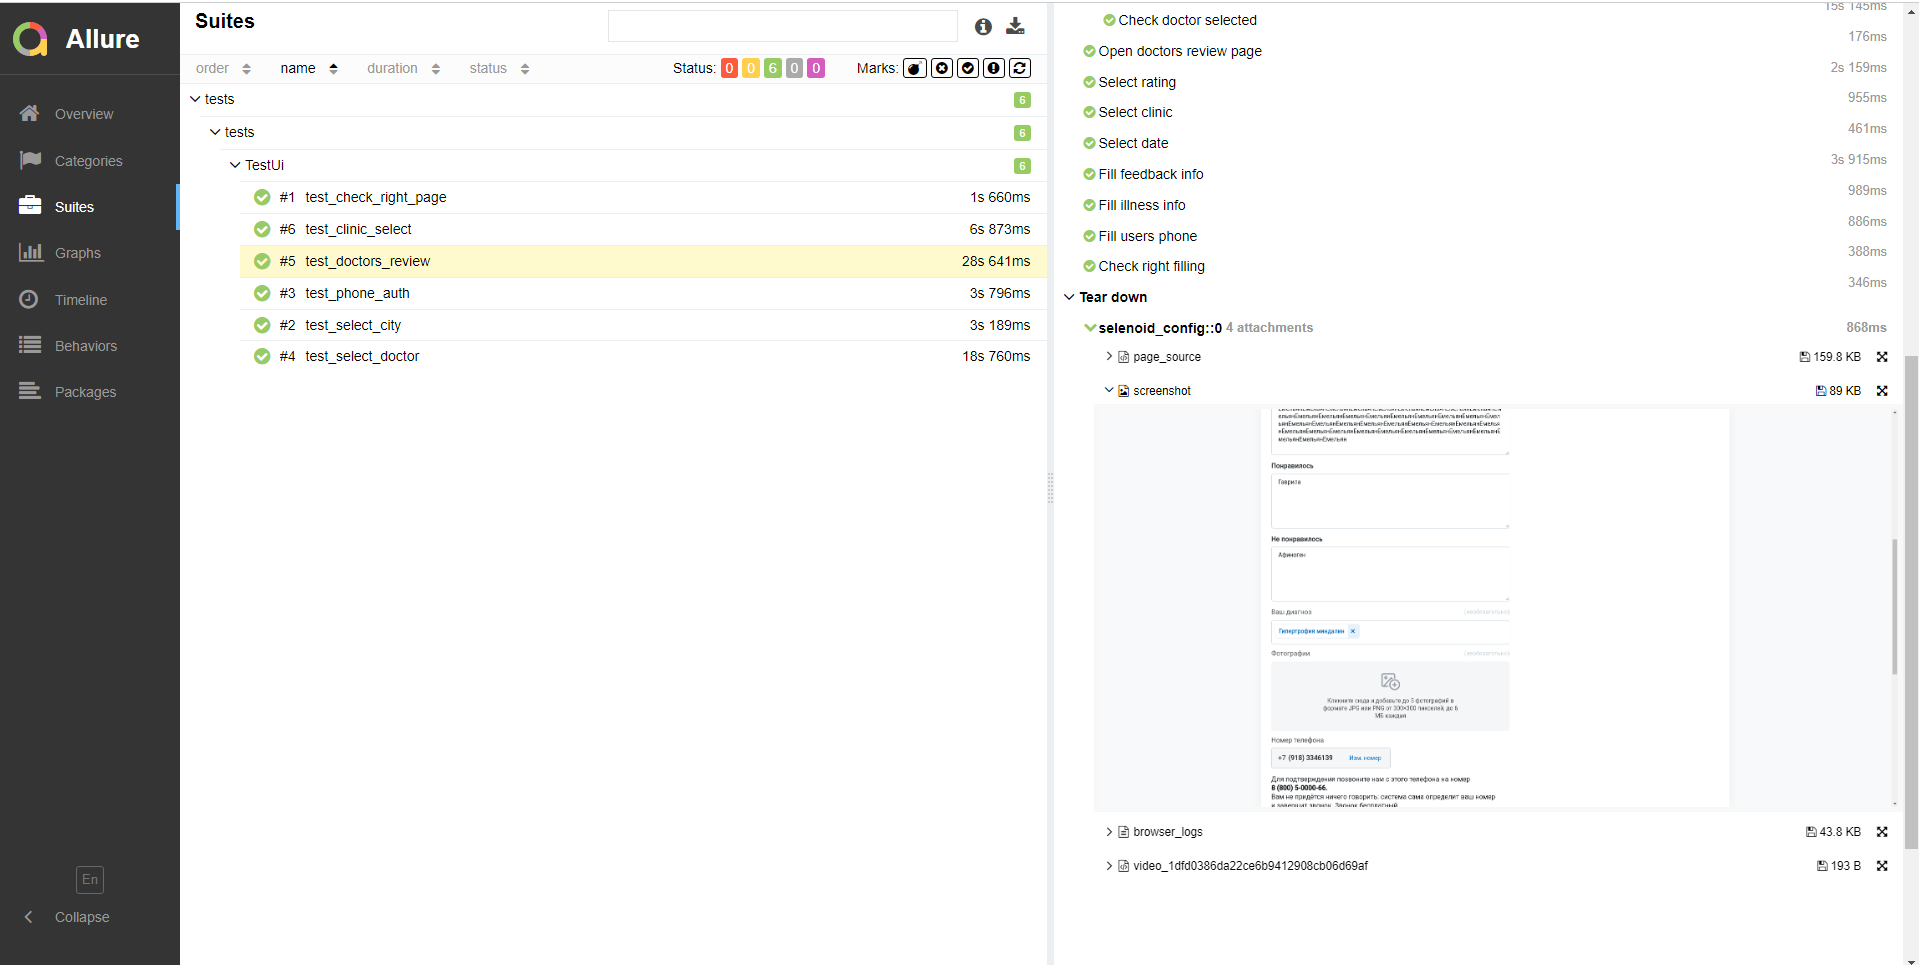 Allure
Overview
Categories
Suites
Graphs
Timeline
Behaviors
Packages
En
Collapse
Suites
order name duration status Status: 0 0 6 0 0 Marks:
tests 6
tests 6
TestUi 6
#1 test_check_right_page 1s 660ms
#6 test_clinic_select 6s 873ms
#5 test_doctors_review 28s 641ms
#3 test_phone_auth 3s 796ms
#2 test_select_city 3s 189ms
#4 test_select_doctor 18s 760ms
15s 145ms
Check doctor selected
176ms
Open doctors review page
2s 159ms
Select rating
955ms
Select clinic
461ms
Select date
3s 915ms
Fill feedback info
989ms
Fill illness info
886ms
Fill users phone
388ms
Check right filling
346ms
Tear down
selenoid_config::0 4 attachments 868ms
page_source 159.8 KB
screenshot 89 KB
мельянЕмельянЕмельян
Понравилось
Гаврила
Не понравилось
Афиноген
Ваш диагноз (необязательно)
Гипертрофия миндалин ×
Фотографии (необязательно)
Кликните сюда и добавьте до 5 фотографий в
формате JPG или PNG от 300×300 пикселей, до 6
МБ каждая
Номер телефона
+7 (918) 3346139 Изм. номер
Для подтверждения позвоните нам с этого телефона на номер
8 (800) 5-0000-66.
Вам не придётся ничего говорить: система сама определит ваш номер
и завершит звонок. Звонок бесплатный.
browser_logs 43.8 KB
video_1dfd0386da22ce6b9412908cb06d69af 193 B